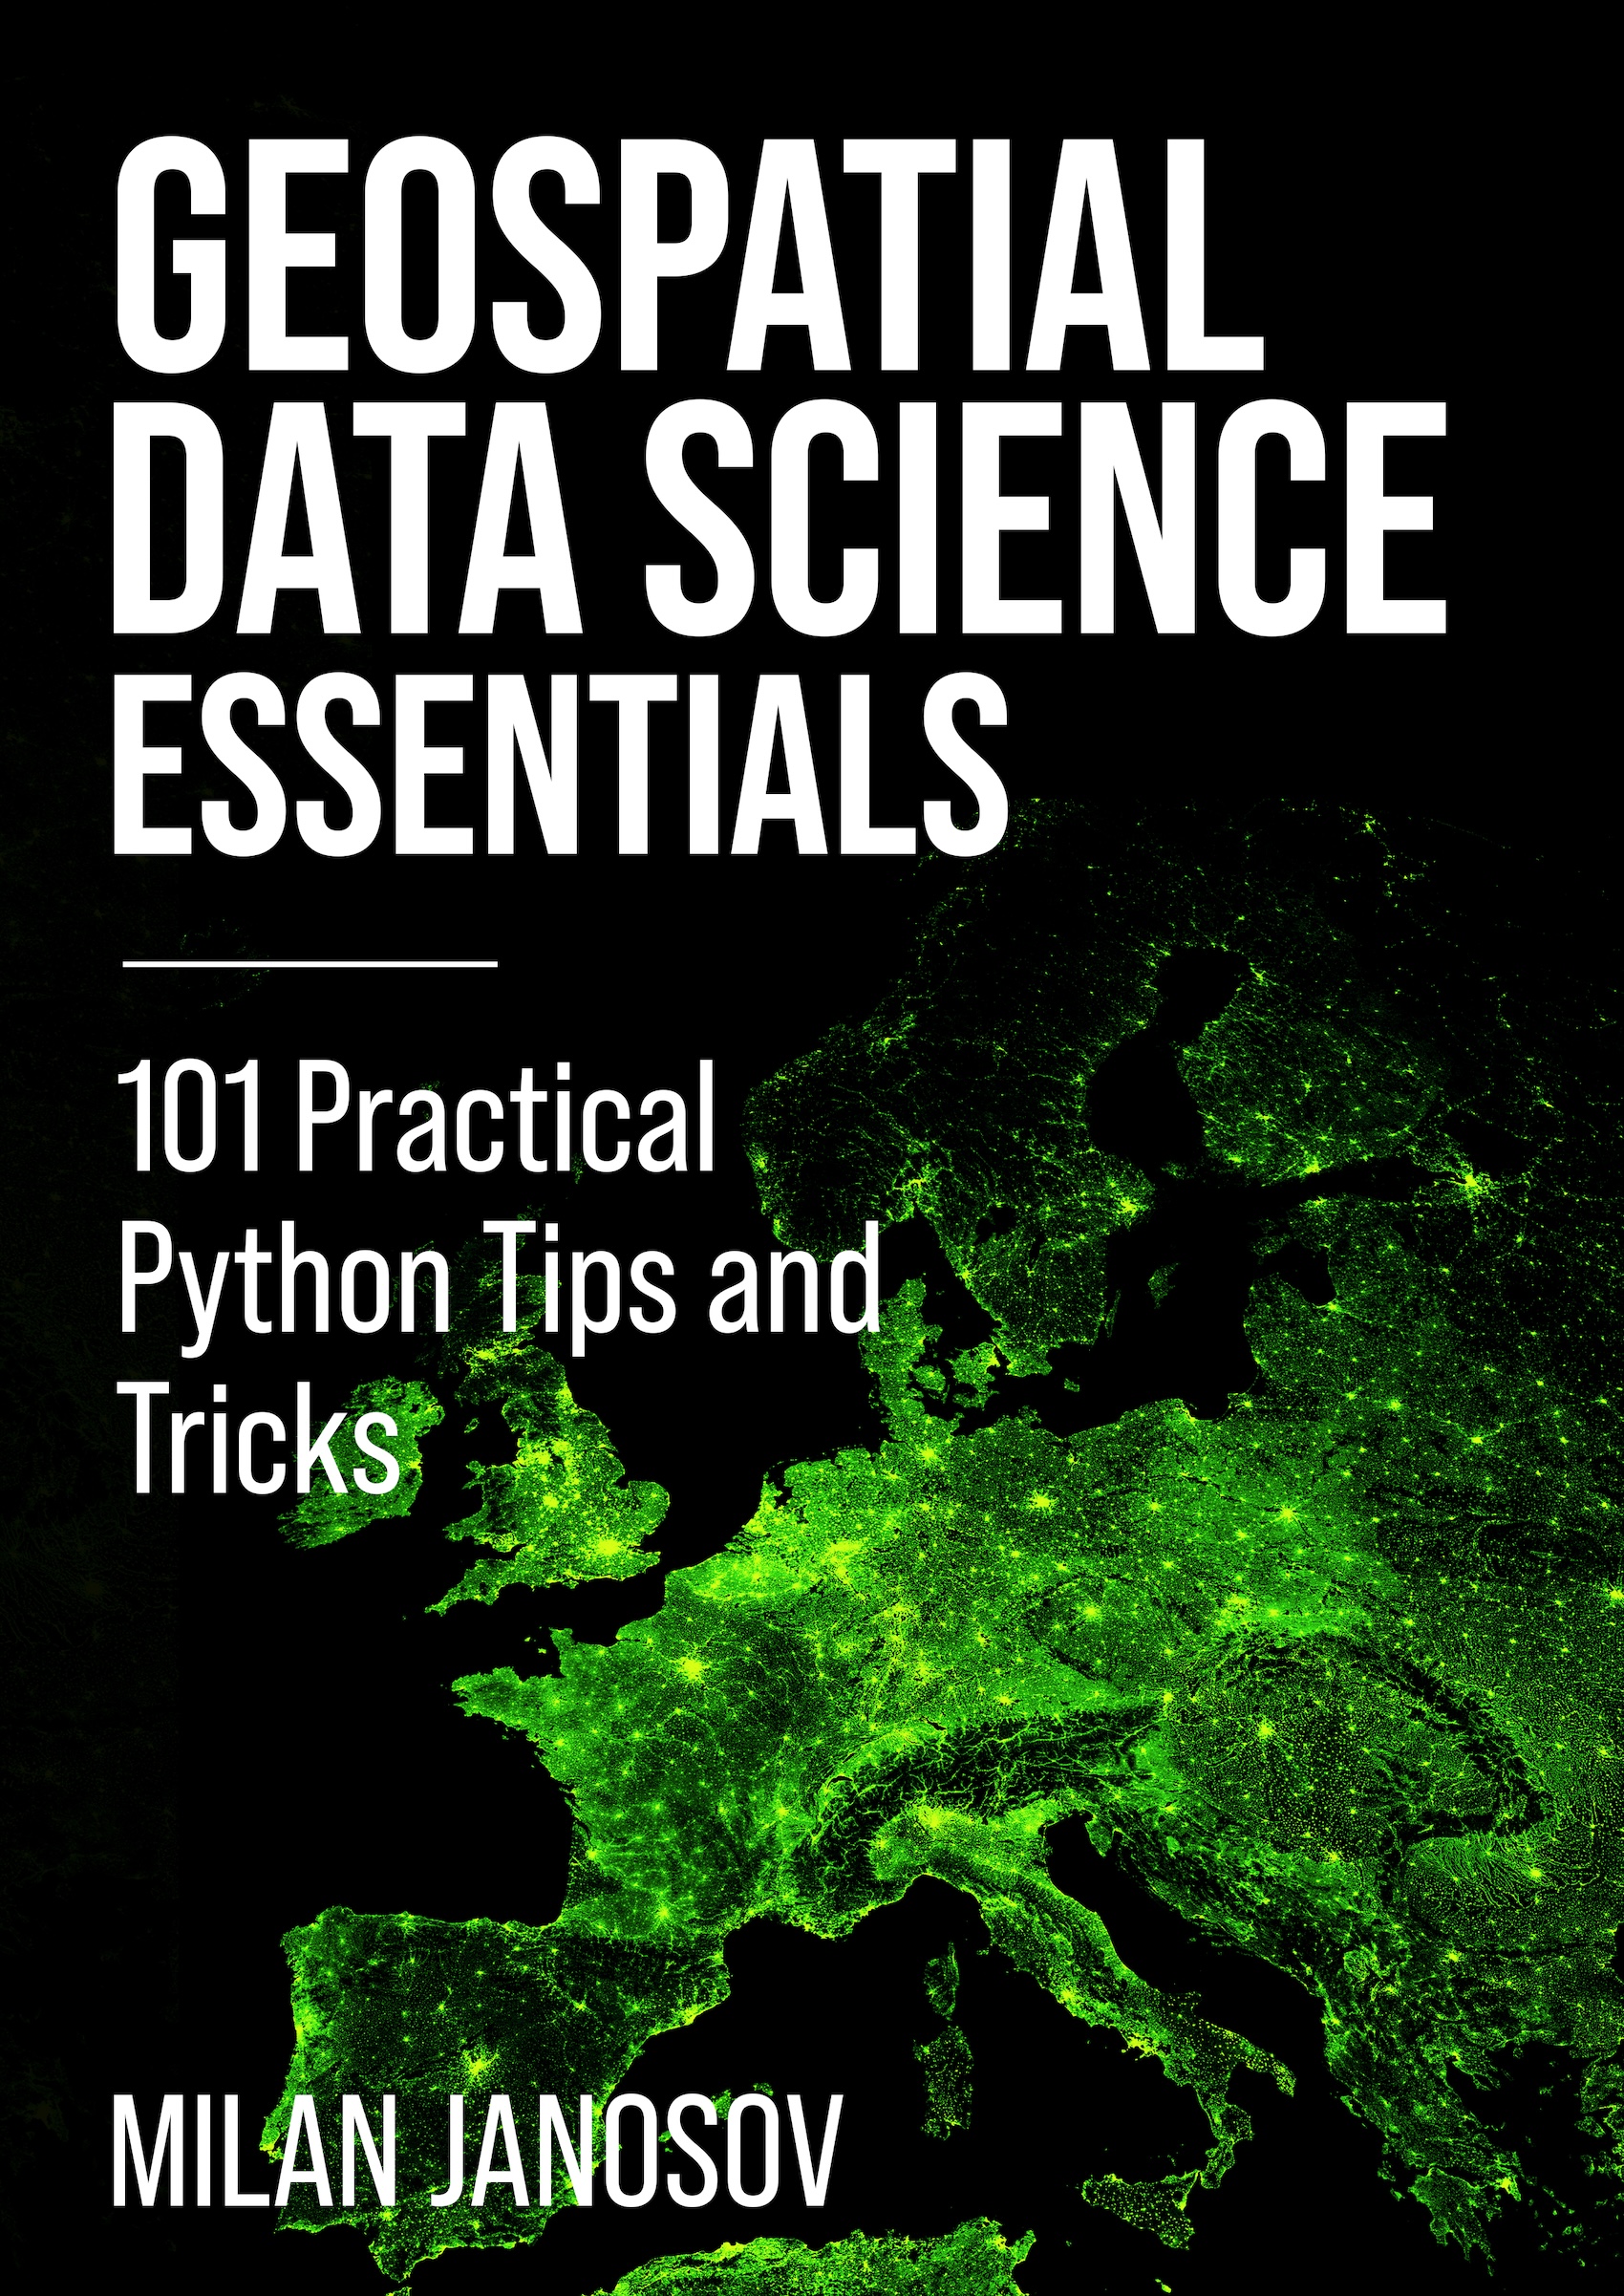 GEOSPATIAL
DATA SCIENCE
ESSENTIALS
101 Practical
Python Tips and
Tricks
MILAN JANOSOV